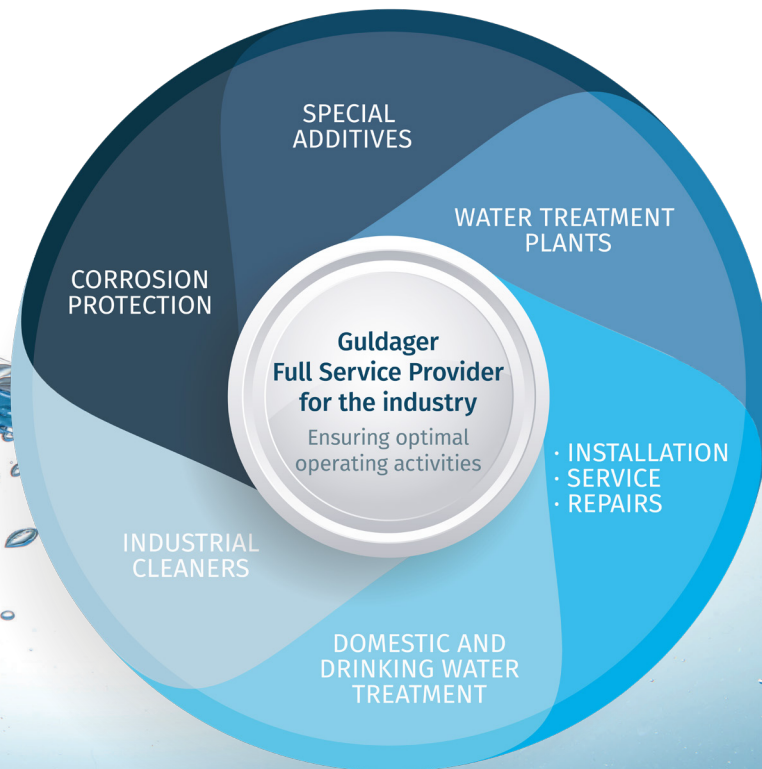 SPECIAL
ADDITIVES
WATER TREATMENT
PLANTS
CORROSION
PROTECTION
Guldager
Full Service Provider
for the industry
Ensuring optimal
operating activities
· INSTALLATION
· SERVICE
· REPAIRS
INDUSTRIAL
CLEANERS
DOMESTIC AND
DRINKING WATER
TREATMENT